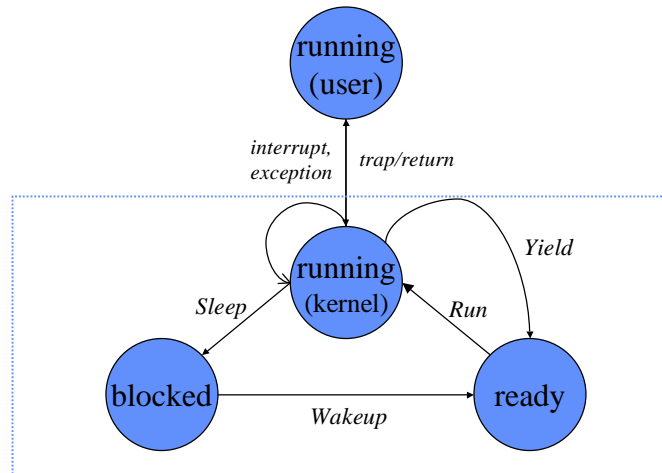 running
(user)
interrupt,
exception
trap/return
running
(kernel)
Yield
Sleep
Run
blocked
Wakeup
ready